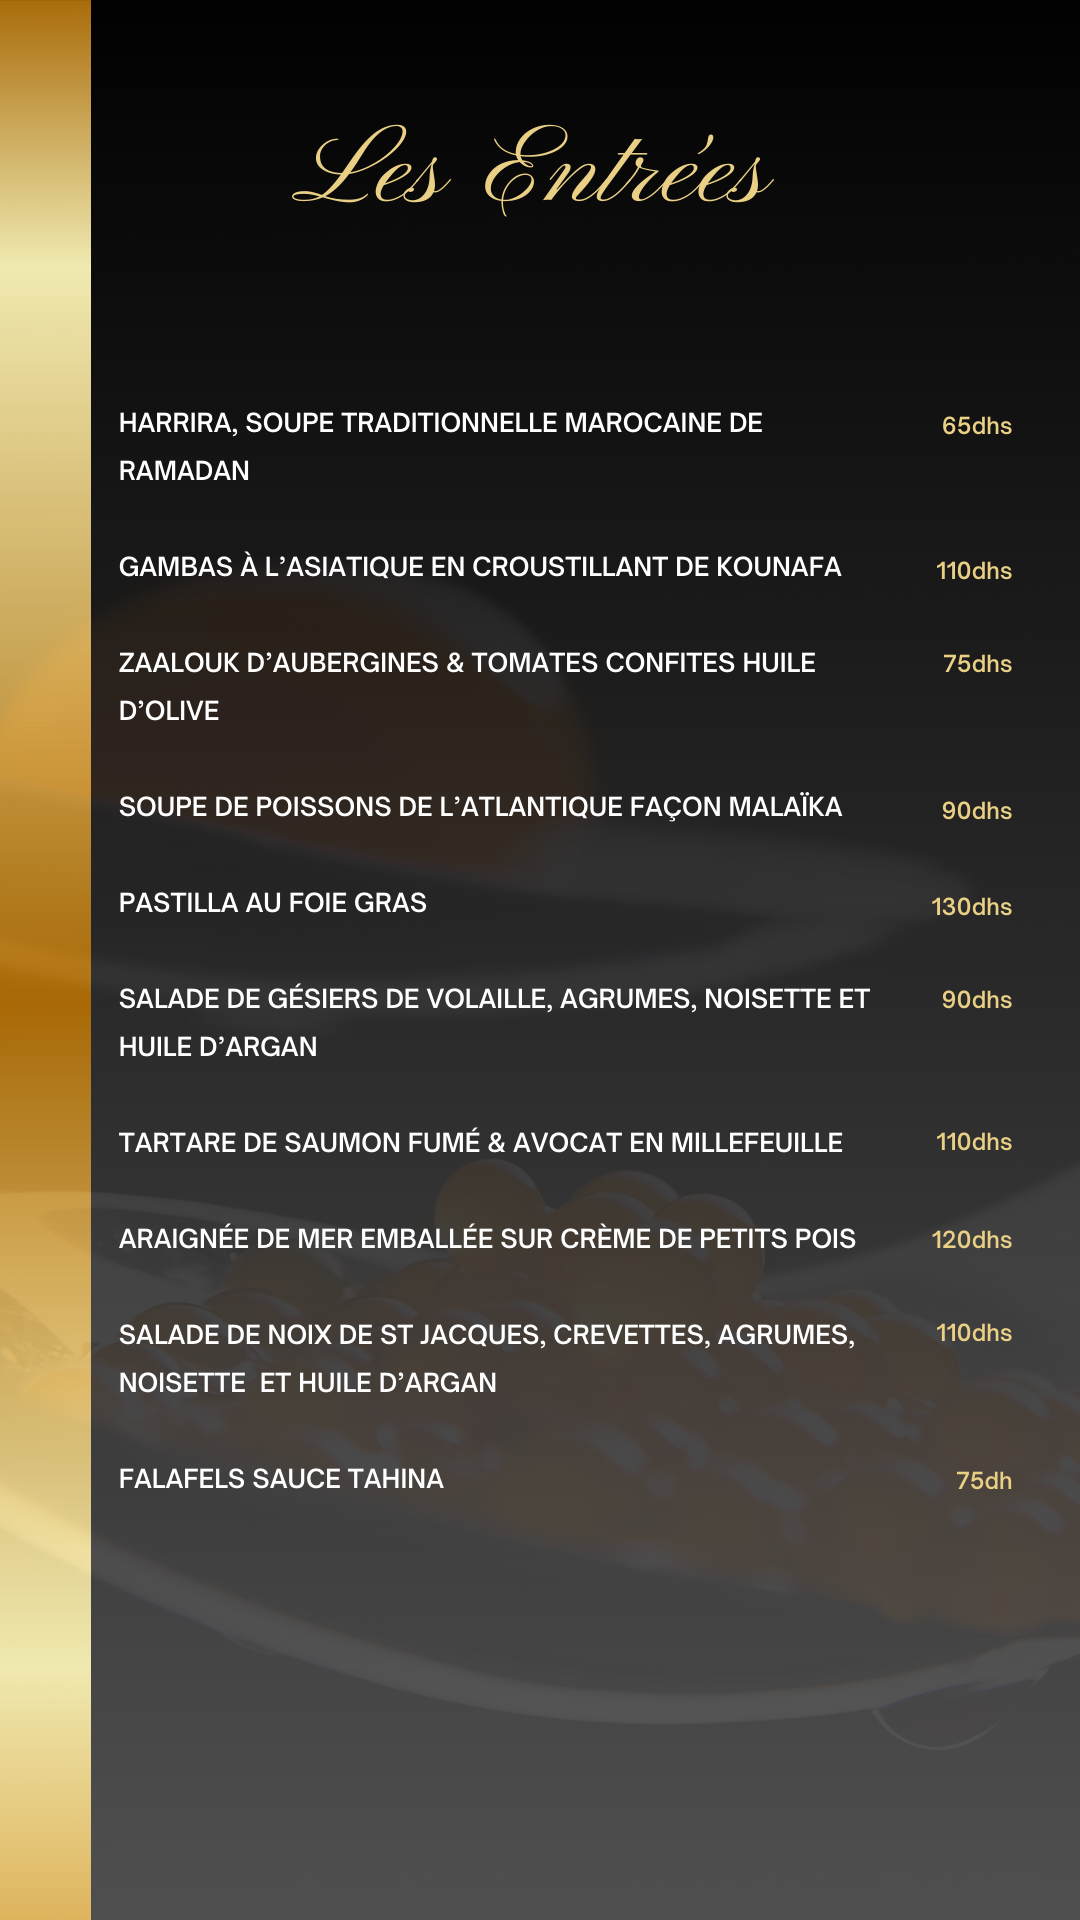 Les Entrées
HARRIRA, SOUPE TRADITIONNELLE MAROCAINE DE 65dhs
RAMADAN
GAMBAS À L’ASIATIQUE EN CROUSTILLANT DE KOUNAFA 110dhs
ZAALOUK D’AUBERGINES & TOMATES CONFITES HUILE 75dhs
D’OLIVE
SOUPE DE POISSONS DE L’ATLANTIQUE FAÇON MALAÏKA 90dhs
PASTILLA AU FOIE GRAS 130dhs
SALADE DE GÉSIERS DE VOLAILLE, AGRUMES, NOISETTE ET 90dhs
HUILE D’ARGAN
TARTARE DE SAUMON FUMÉ & AVOCAT EN MILLEFEUILLE 110dhs
ARAIGNÉE DE MER EMBALLÉE SUR CRÈME DE PETITS POIS 120dhs
SALADE DE NOIX DE ST JACQUES, CREVETTES, AGRUMES, 110dhs
NOISETTE  ET HUILE D’ARGAN
FALAFELS SAUCE TAHINA 75dh